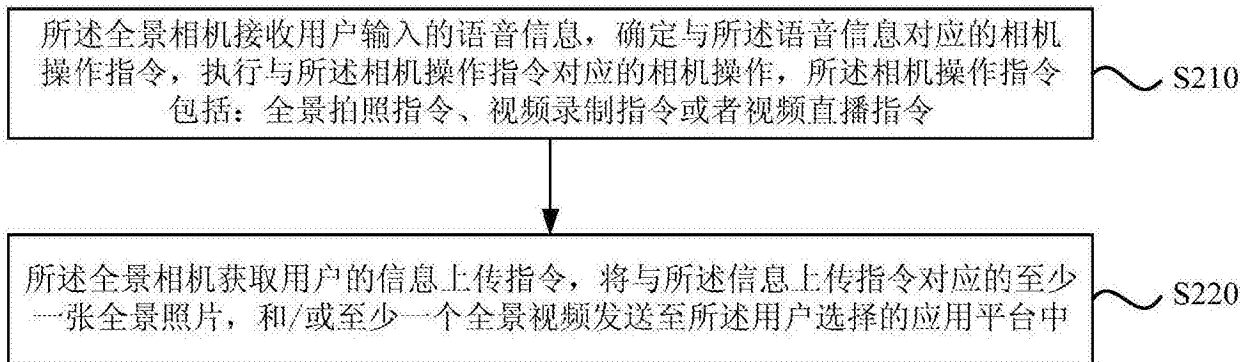 所述全景相机接收用户输入的语音信息，确定与所述语音信息对应的相机
操作指令，执行与所述相机操作指令对应的相机操作，所述相机操作指令
包括：全景拍照指令、视频录制指令或者视频直播指令
S210
所述全景相机获取用户的信息上传指令，将与所述信息上传指令对应的至少
一张全景照片，和/或至少一个全景视频发送至所述用户选择的应用平台中
S220